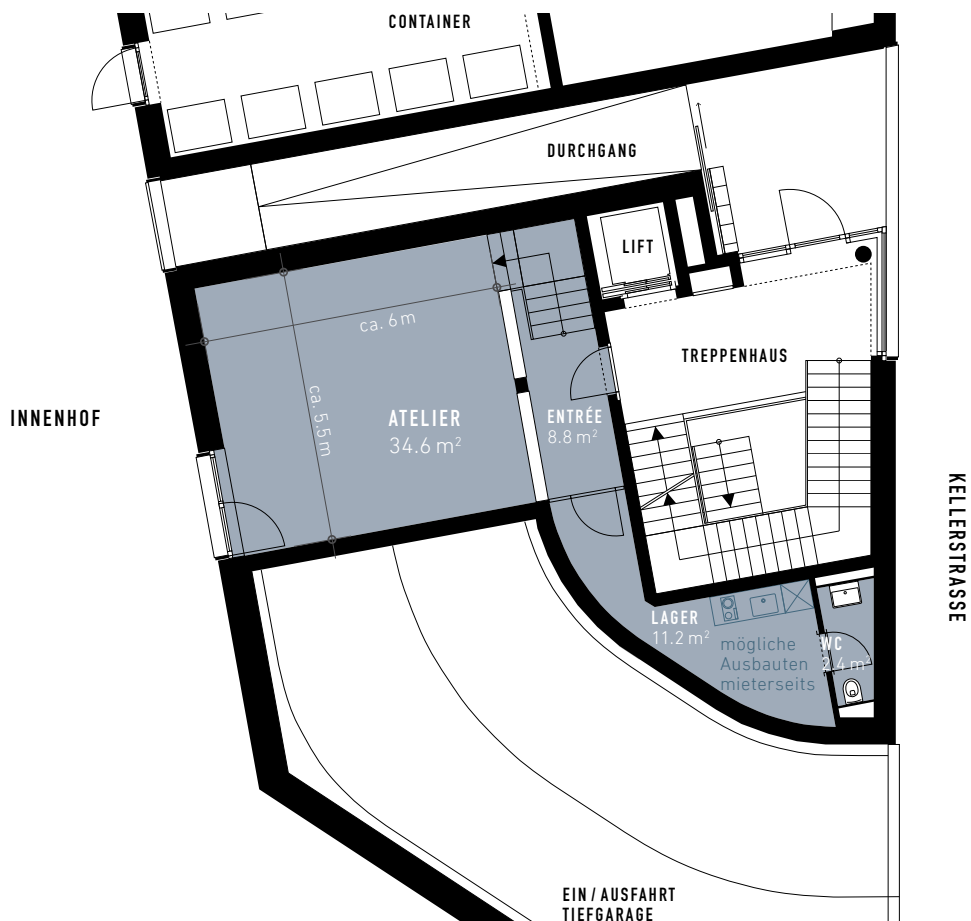 CONTAINER
DURCHGANG
LIFT
ca. 6 m
TREPPENHAUS
ca. 5.5 m
INNENHOF
ATELIER
34.6 m²
ENTRÉE
8.8 m²
KELLERSTRASSE
LAGER
11.2 m²
mögliche
Ausbauten
mieterseits
WC
2.4 m²
EIN / AUSFAHRT
TIEFGARAGE